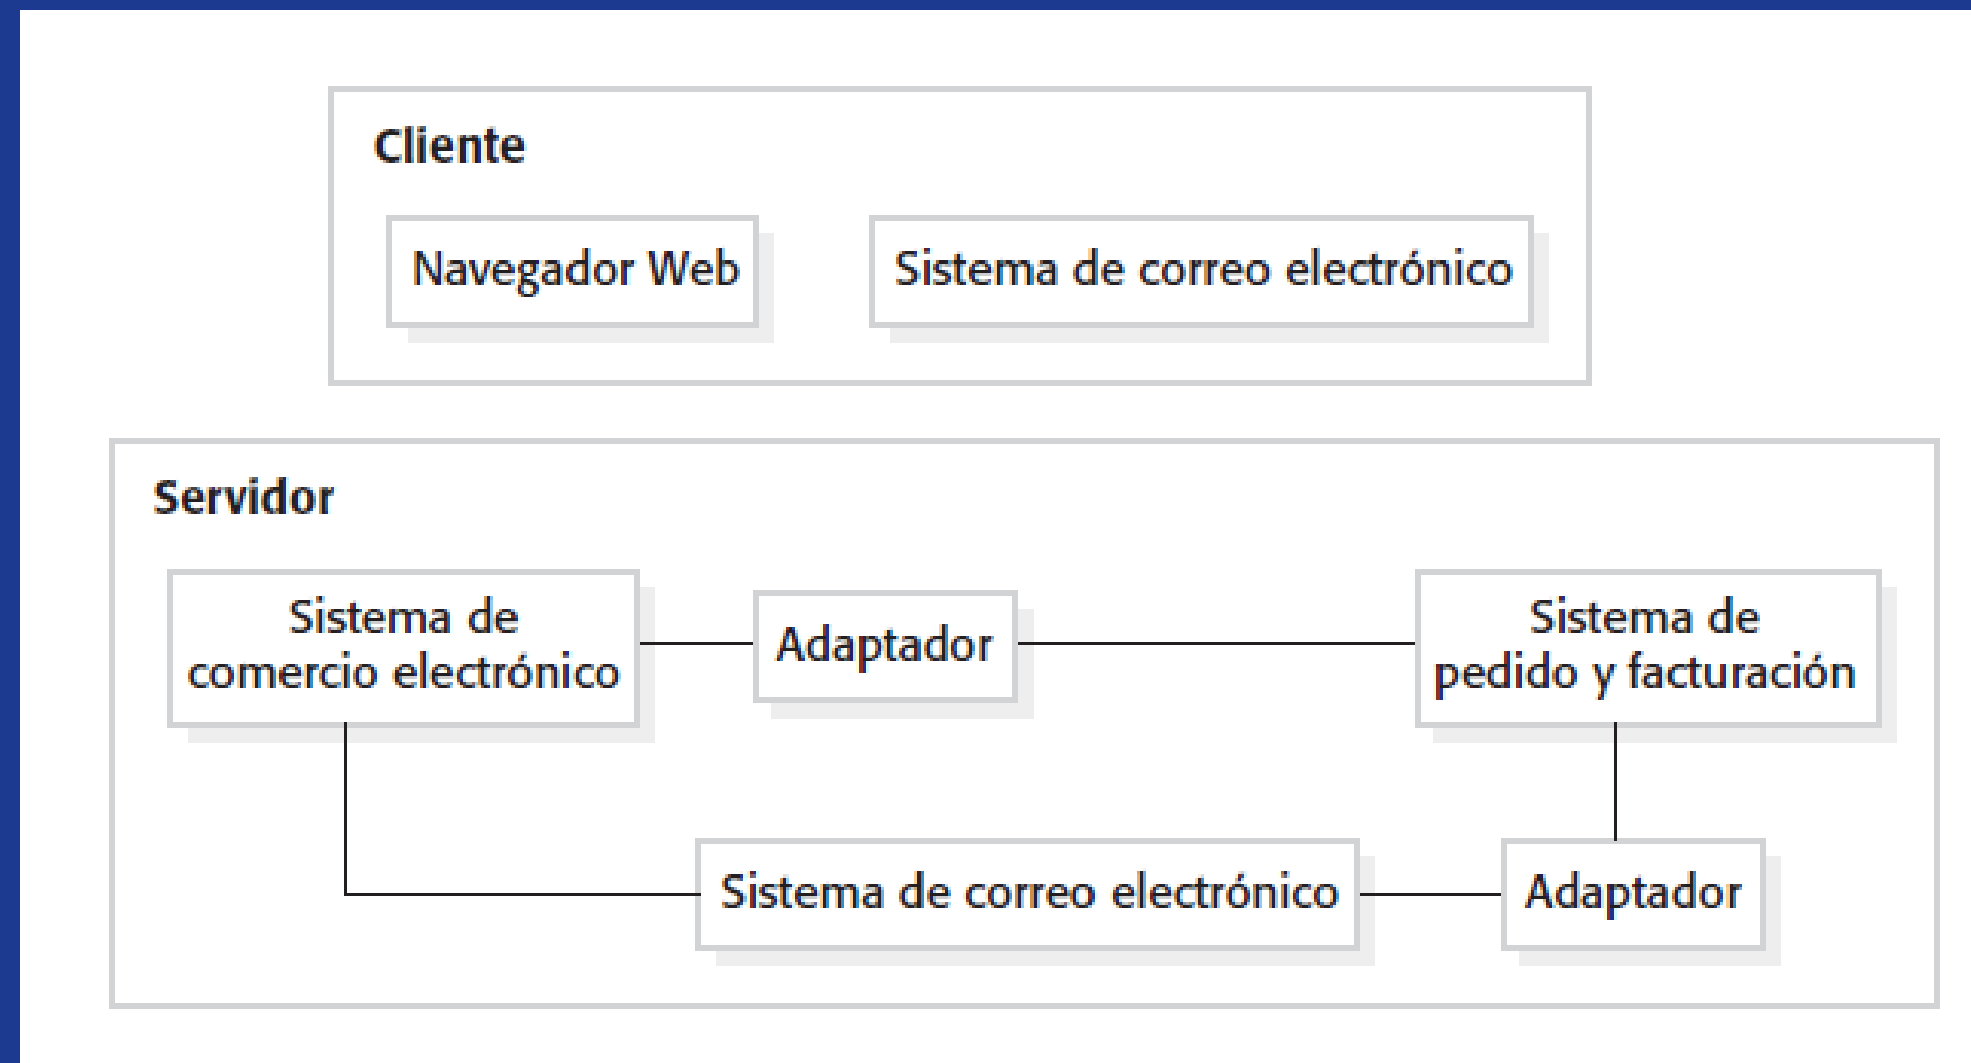 Cliente
Navegador Web
Sistema de correo electrónico
Servidor
Sistema de
comercio electrónico
Adaptador
Sistema de
pedido y facturación
Sistema de correo electrónico
Adaptador